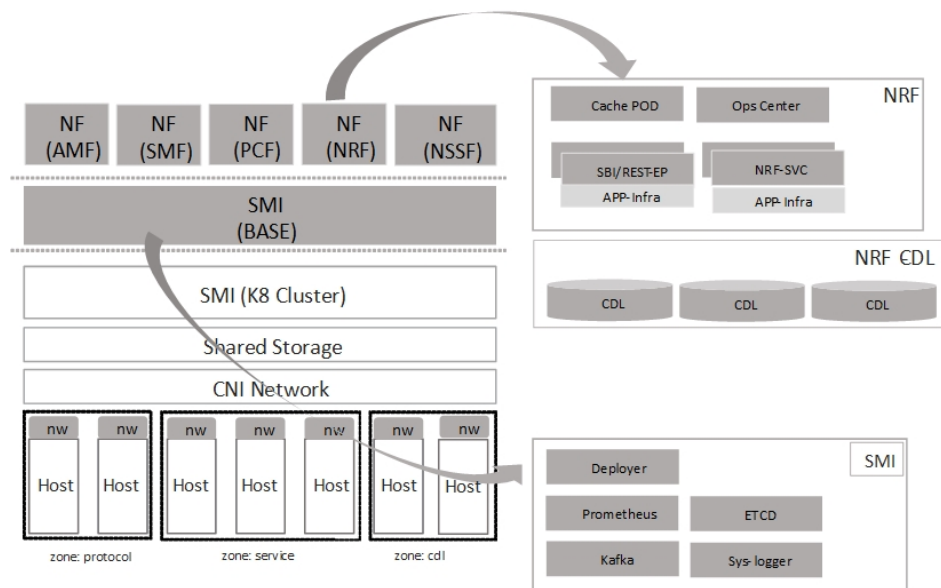 NF
(AMF)
NF
(SMF)
NF
(PCF)
NF
(NRF)
NF
(NSSF)
SMI
(BASE)
SMI (K8 Cluster)
Shared Storage
CNI Network
nw
nw
nw
nw
nw
nw
nw
Host
Host
Host
Host
Host
Host
Host
zone: protocol
zone: service
zone: cdl
NRF
Cache POD
Ops Center
SBI/REST-EP
APP-Infra
NRF-SVC
APP-Infra
NRF CDL
CDL
CDL
CDL
SMI
Deployer
Prometheus
ETCD
Kafka
Sys-logger